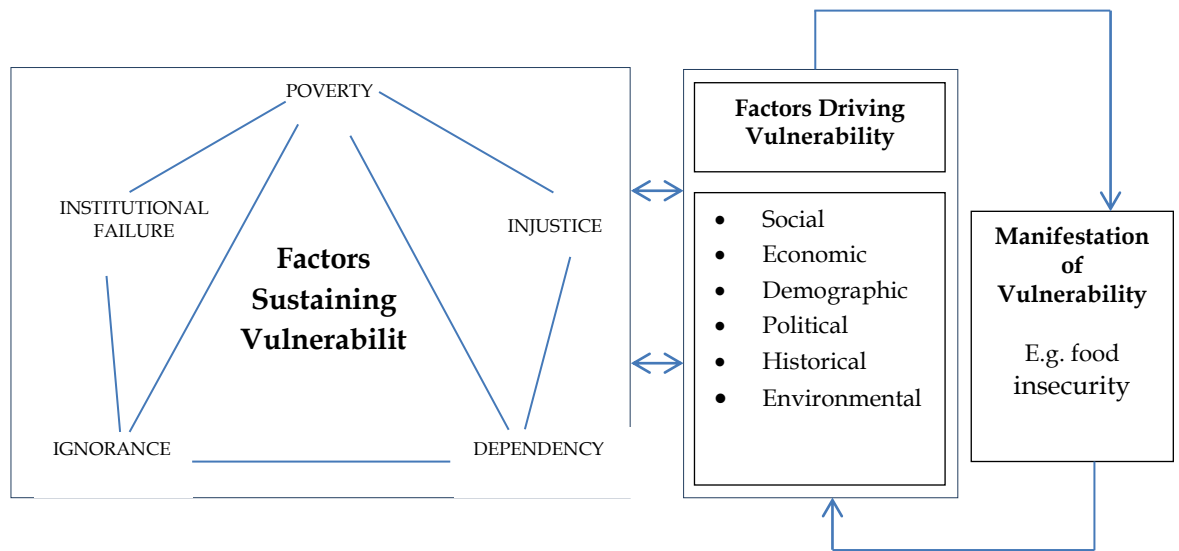 POVERTY
INSTITUTIONAL
FAILURE
INJUSTICE
Factors
Sustaining
Vulnerabilit
IGNORANCE
DEPENDENCY
Factors Driving
Vulnerability
• Social
• Economic
• Demographic
• Political
• Historical
• Environmental
Manifestation
of
Vulnerability
E.g. food
insecurity